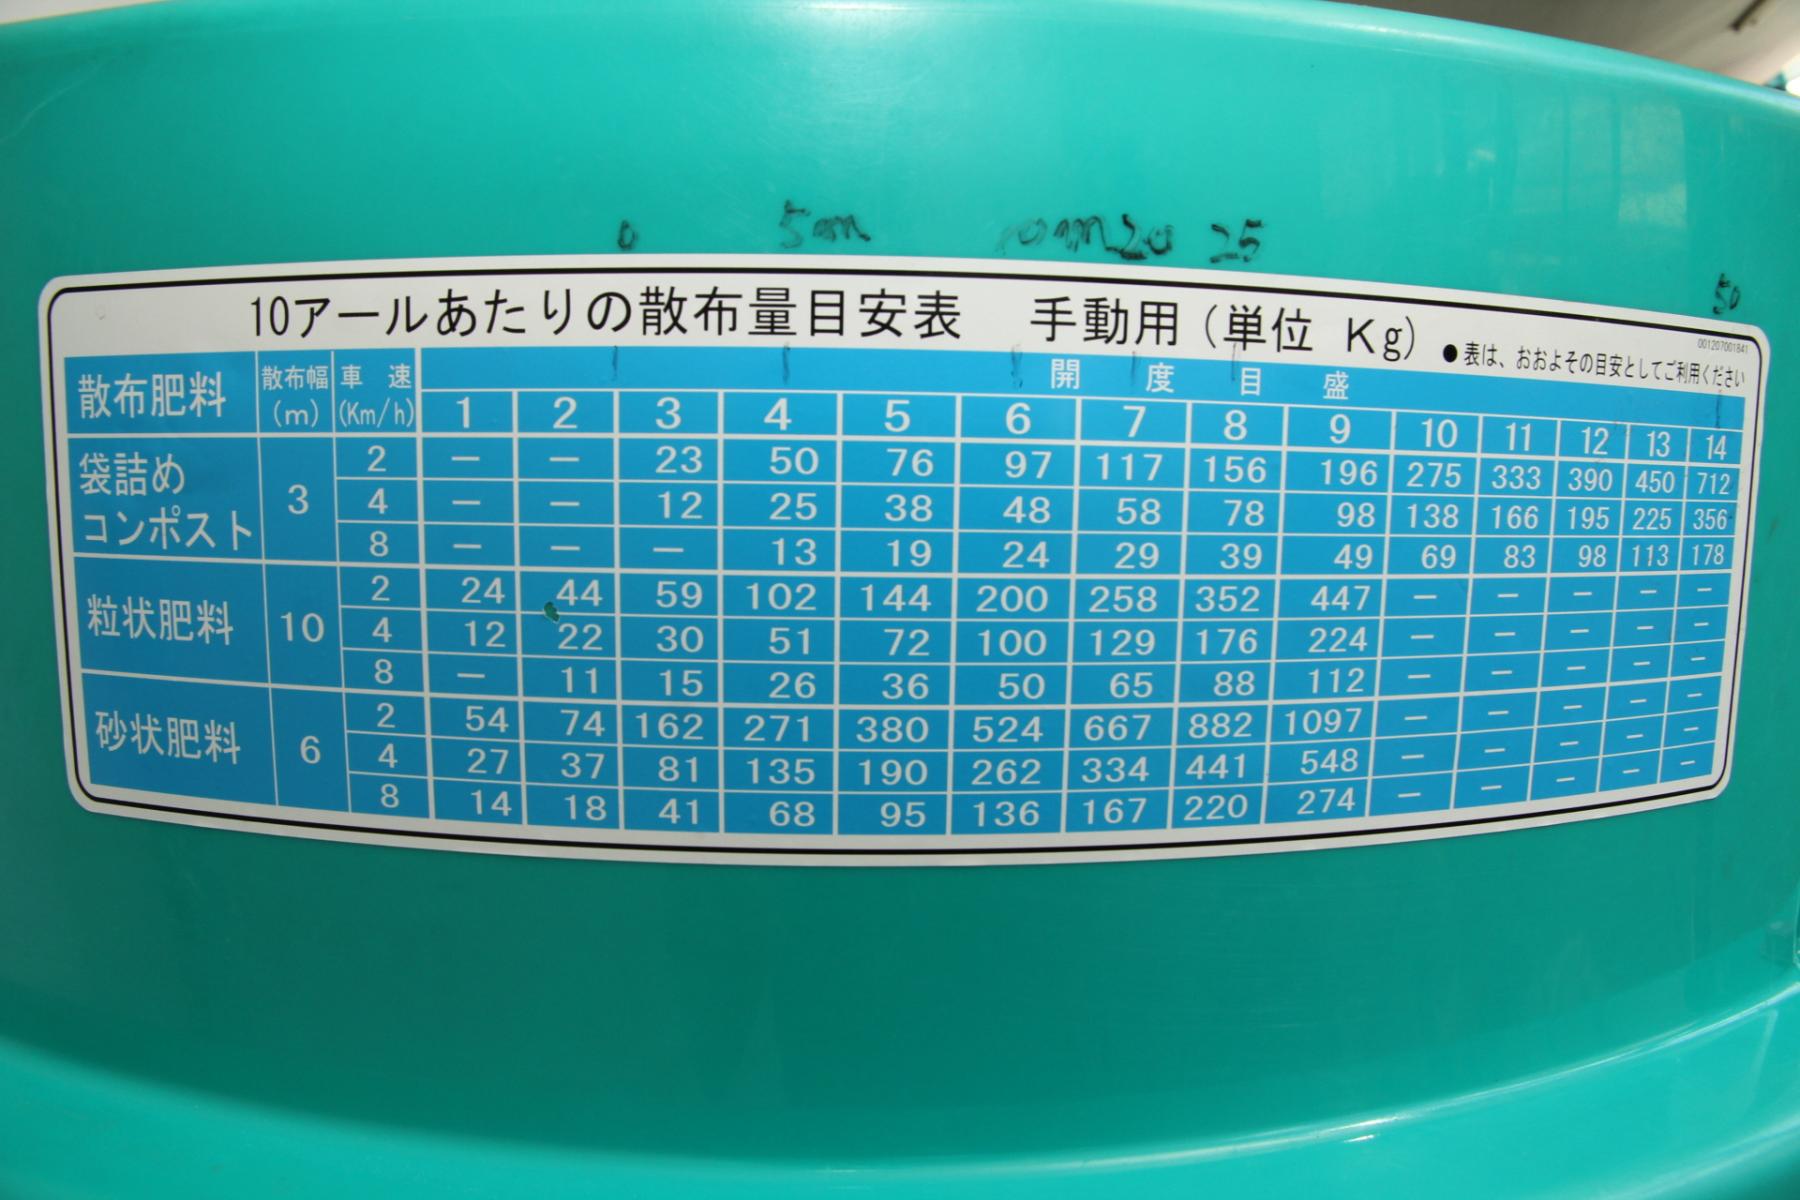 0 5mm 10mm 20 25
50
10アールあたりの散布量目安表 手動用(単位 Kg) ●表は、おおよその目安としてご利用ください
001207001841
散布肥料 散布幅(m) 車速(Km/h) 開度目盛
1 2 3 4 5 6 7 8 9 10 11 12 13 14
袋詰めコンポスト 3 2 — — 23 50 76 97 117 156 196 275 333 390 450 712
4 — — 12 25 38 48 58 78 98 138 166 195 225 356
8 — — — 13 19 24 29 39 49 69 83 98 113 178
粒状肥料 10 2 24 44 59 102 144 200 258 352 447 — — — — —
4 12 22 30 51 72 100 129 176 224 — — — — —
8 — 11 15 26 36 50 65 88 112 — — — — —
砂状肥料 6 2 54 74 162 271 380 524 667 882 1097 — — — — —
4 27 37 81 135 190 262 334 441 548 — — — — —
8 14 18 41 68 95 136 167 220 274 — — — — —